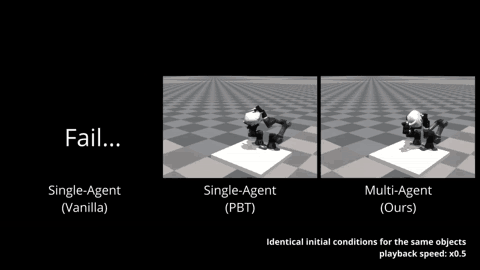 Fail...
Single-Agent
(Vanilla)
Single-Agent
(PBT)
Multi-Agent
(Ours)
Identical initial conditions for the same objects
playback speed: x0.5